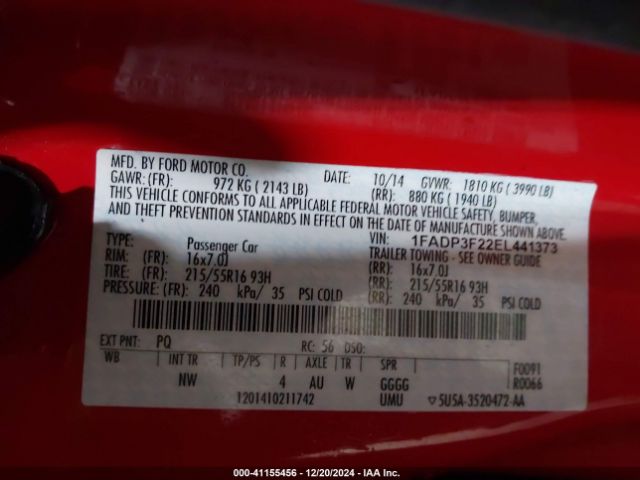 MFD. BY FORD MOTOR CO. DATE: 10/14 GVWR: 1810 KG ( 3990 LB)
GAWR: (FR): 972 KG ( 2143 LB) (RR): 880 KG ( 1940 LB)
THIS VEHICLE CONFORMS TO ALL APPLICABLE FEDERAL MOTOR VEHICLE SAFETY, BUMPER,
AND THEFT PREVENTION STANDARDS IN EFFECT ON THE DATE OF MANUFACTURE SHOWN ABOVE.
VIN: 1FADP3F22EL441373
TYPE: Passenger Car TRAILER TOWING - SEE OWNER GUIDE
RIM: (FR): 16x7.0J (RR): 16x7.0J
TIRE: (FR): 215/55R16 93H (RR): 215/55R16 93H
PRESSURE: (FR): 240 kPa/ 35 PSI COLD (RR): 240 kPa/ 35 PSI COLD
EXT PNT: PQ RC: 56 DSO:
WB INT TR TP/PS R AXLE TR SPR F0091
NW 4 AU W GGGG R0066
1201410211742 UMU 5U5A-3520472-AA
000-41155456 - 12/20/2024 - IAA Inc.